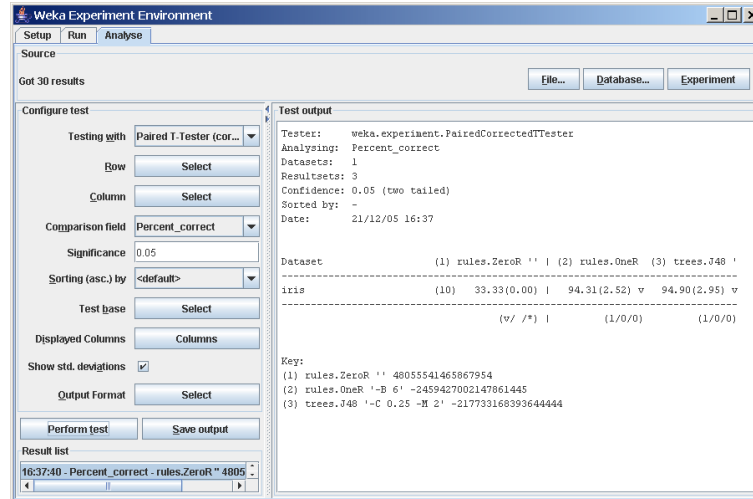 Weka Experiment Environment
Setup Run Analyse
Source
Got 30 results
File... Database... Experiment
Configure test
Testing with Paired T-Tester (cor...
Row Select
Column Select
Comparison field Percent_correct
Significance 0.05
Sorting (asc.) by <default>
Test base Select
Displayed Columns Columns
Show std. deviations
Output Format Select
Perform test Save output
Result list
16:37:40 - Percent_correct - rules.ZeroR '' 4805
Test output
Tester: weka.experiment.PairedCorrectedTTester
Analysing: Percent_correct
Datasets: 1
Resultsets: 3
Confidence: 0.05 (two tailed)
Sorted by: -
Date: 21/12/05 16:37
Dataset (1) rules.ZeroR '' | (2) rules.OneR (3) trees.J48 '
iris (10) 33.33(0.00) | 94.31(2.52) v 94.90(2.95) v
(v/ /*) | (1/0/0) (1/0/0)
Key:
(1) rules.ZeroR '' 48055541465867954
(2) rules.OneR '-B 6' -2459427002147861445
(3) trees.J48 '-C 0.25 -M 2' -217733168393644444